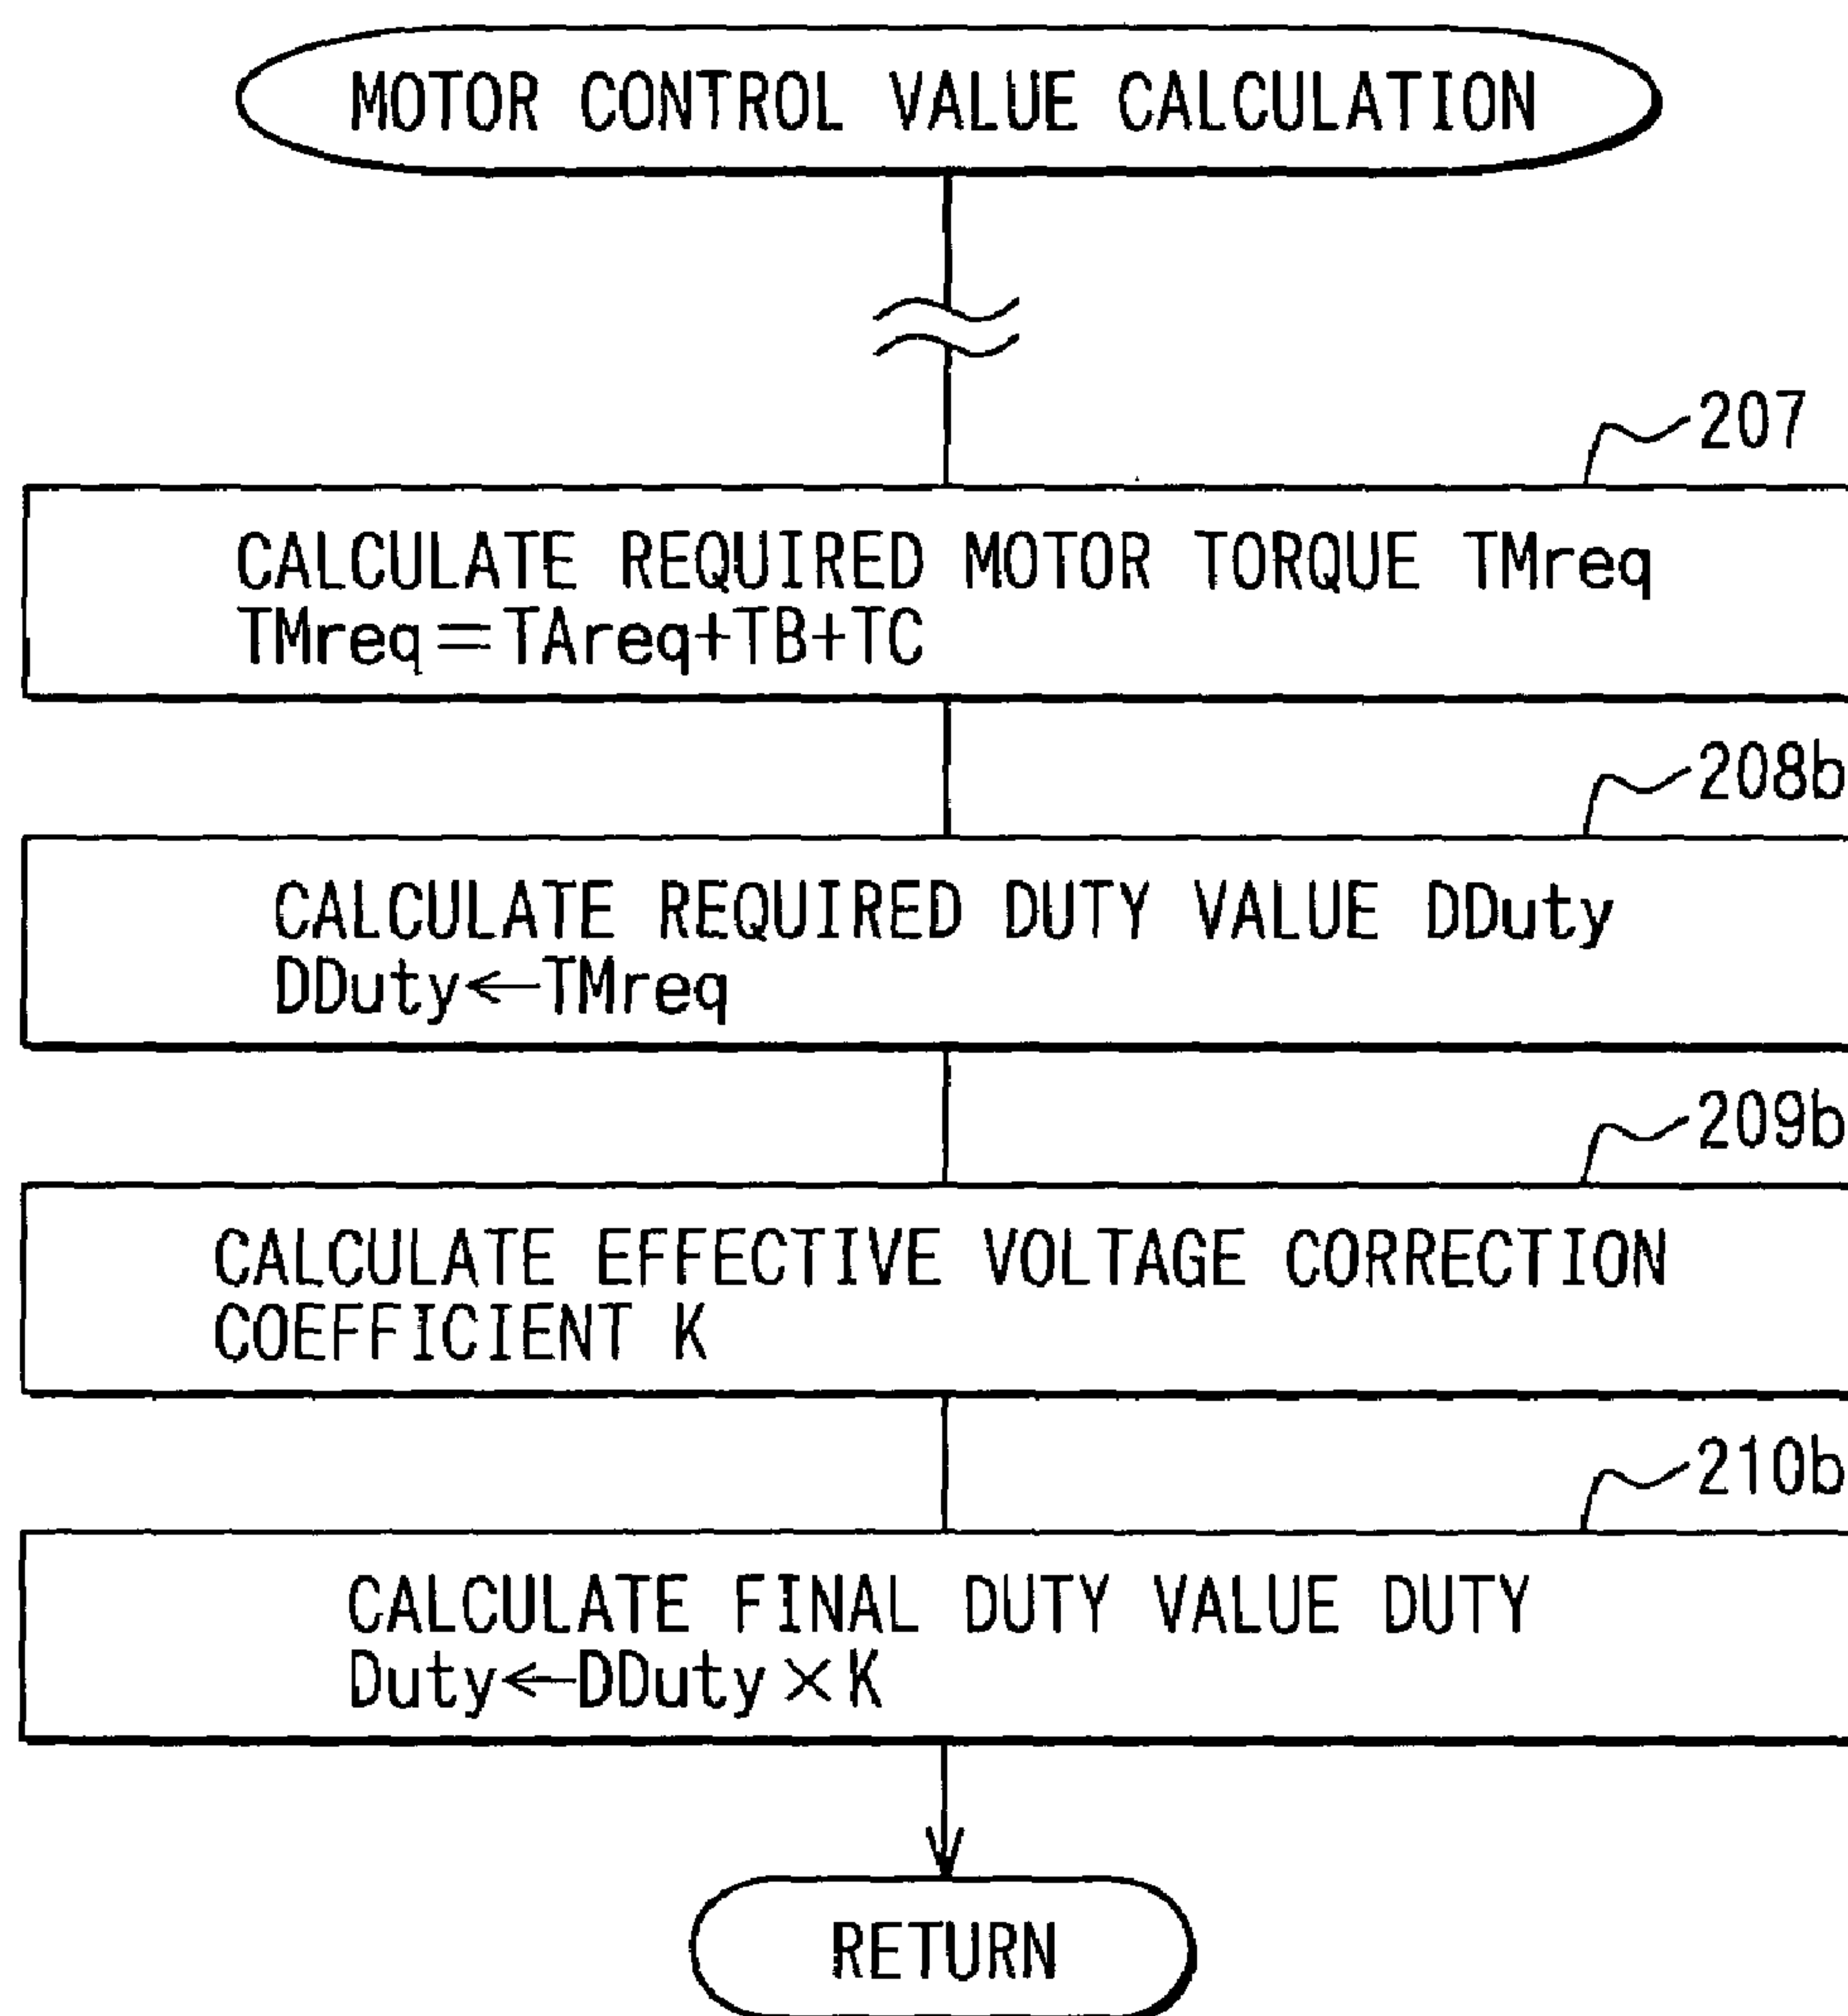 MOTOR CONTROL VALUE CALCULATION
207
CALCULATE REQUIRED MOTOR TORQUE TMreq
TMreq=TAreq+TB+TC
208b
CALCULATE REQUIRED DUTY VALUE DDuty
DDuty←TMreq
209b
CALCULATE EFFECTIVE VOLTAGE CORRECTION
COEFFICIENT K
210b
CALCULATE FINAL DUTY VALUE DUTY
Duty←DDuty×K
RETURN